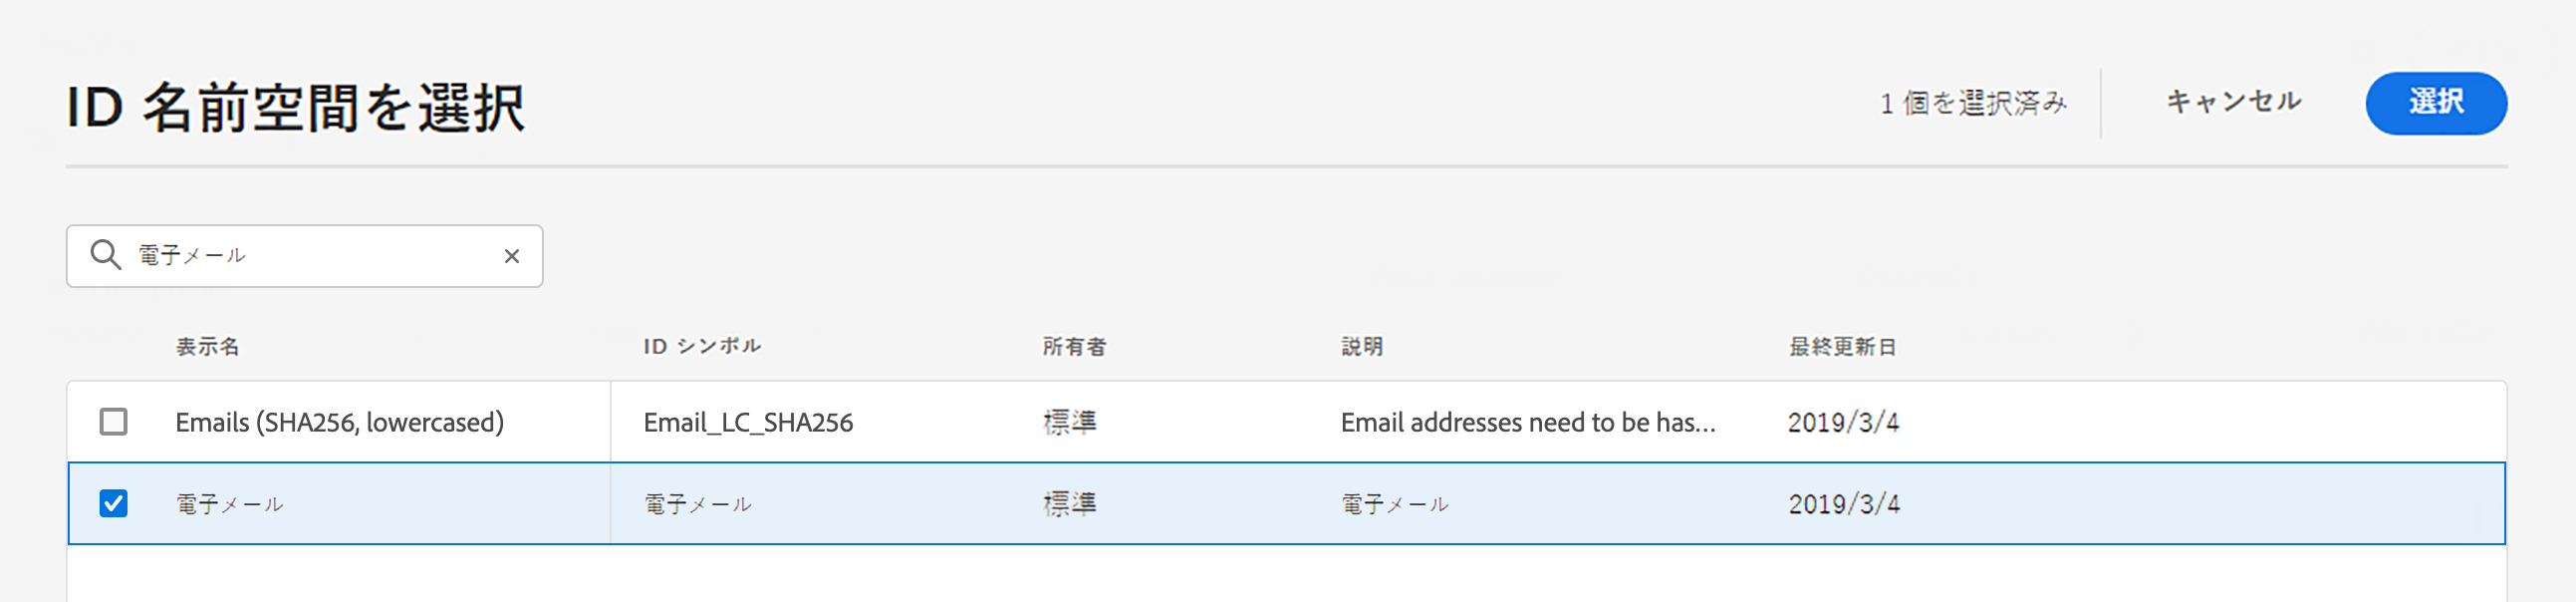 ID 名前空間を選択
1 個を選択済み
キャンセル
選択
電子メール
表示名 ID シンボル 所有者 説明 最終更新日
Emails (SHA256, lowercased) Email_LC_SHA256 標準 Email addresses need to be has... 2019/3/4
電子メール 電子メール 標準 電子メール 2019/3/4